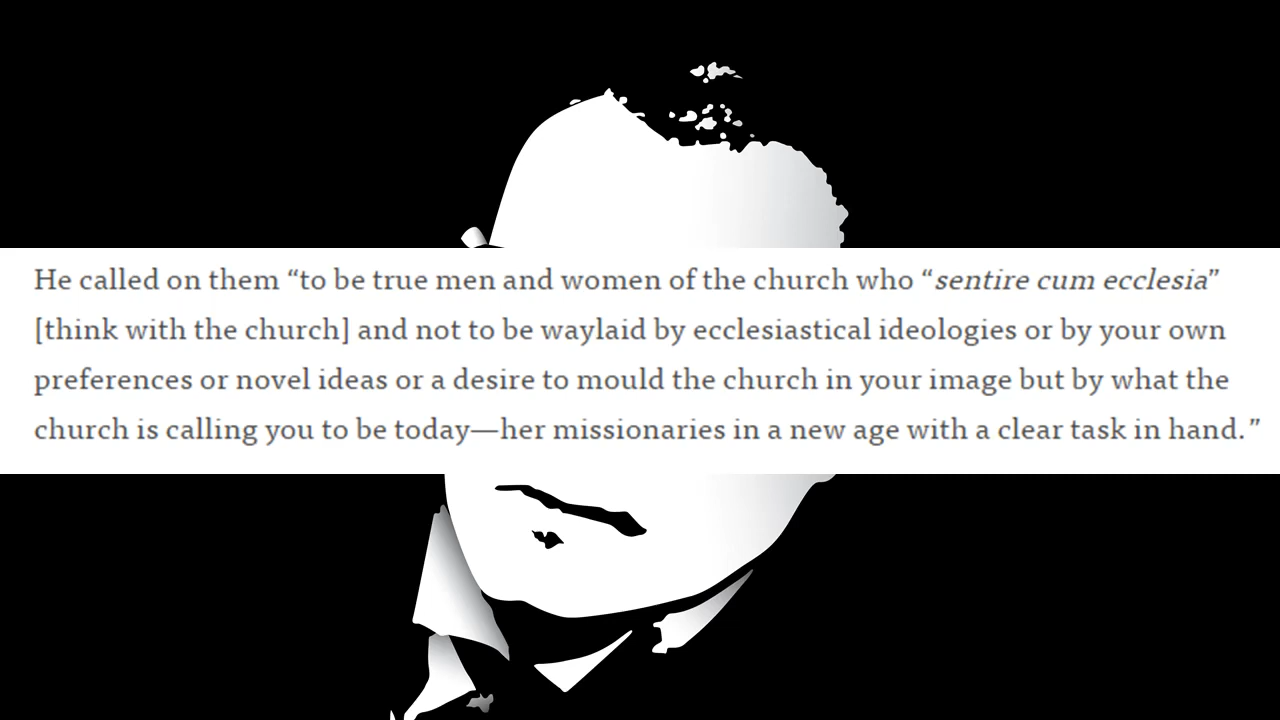 He called on them “to be true men and women of the church who “sentire cum ecclesia”
[think with the church] and not to be waylaid by ecclesiastical ideologies or by your own
preferences or novel ideas or a desire to mould the church in your image but by what the
church is calling you to be today—her missionaries in a new age with a clear task in hand.”